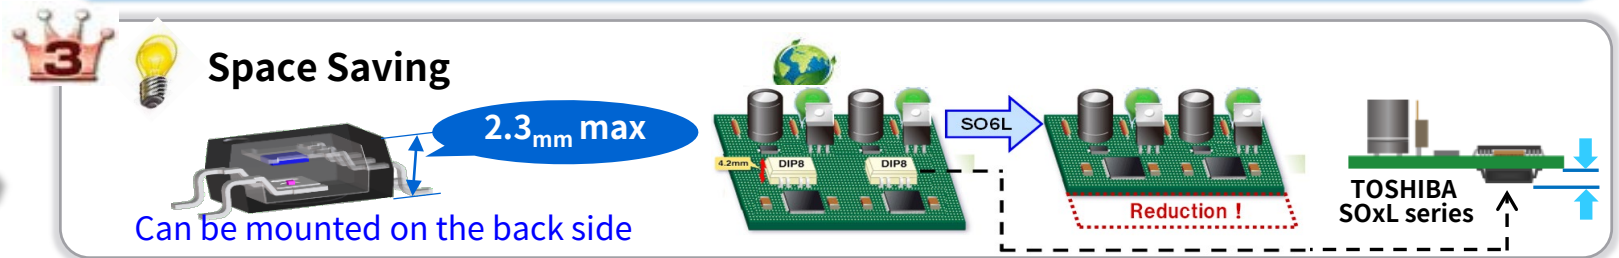 3
Space Saving
2.3mm max
Can be mounted on the back side
4.2mm
DIP8
DIP8
SO6L
Reduction !
TOSHIBA
SOxL series